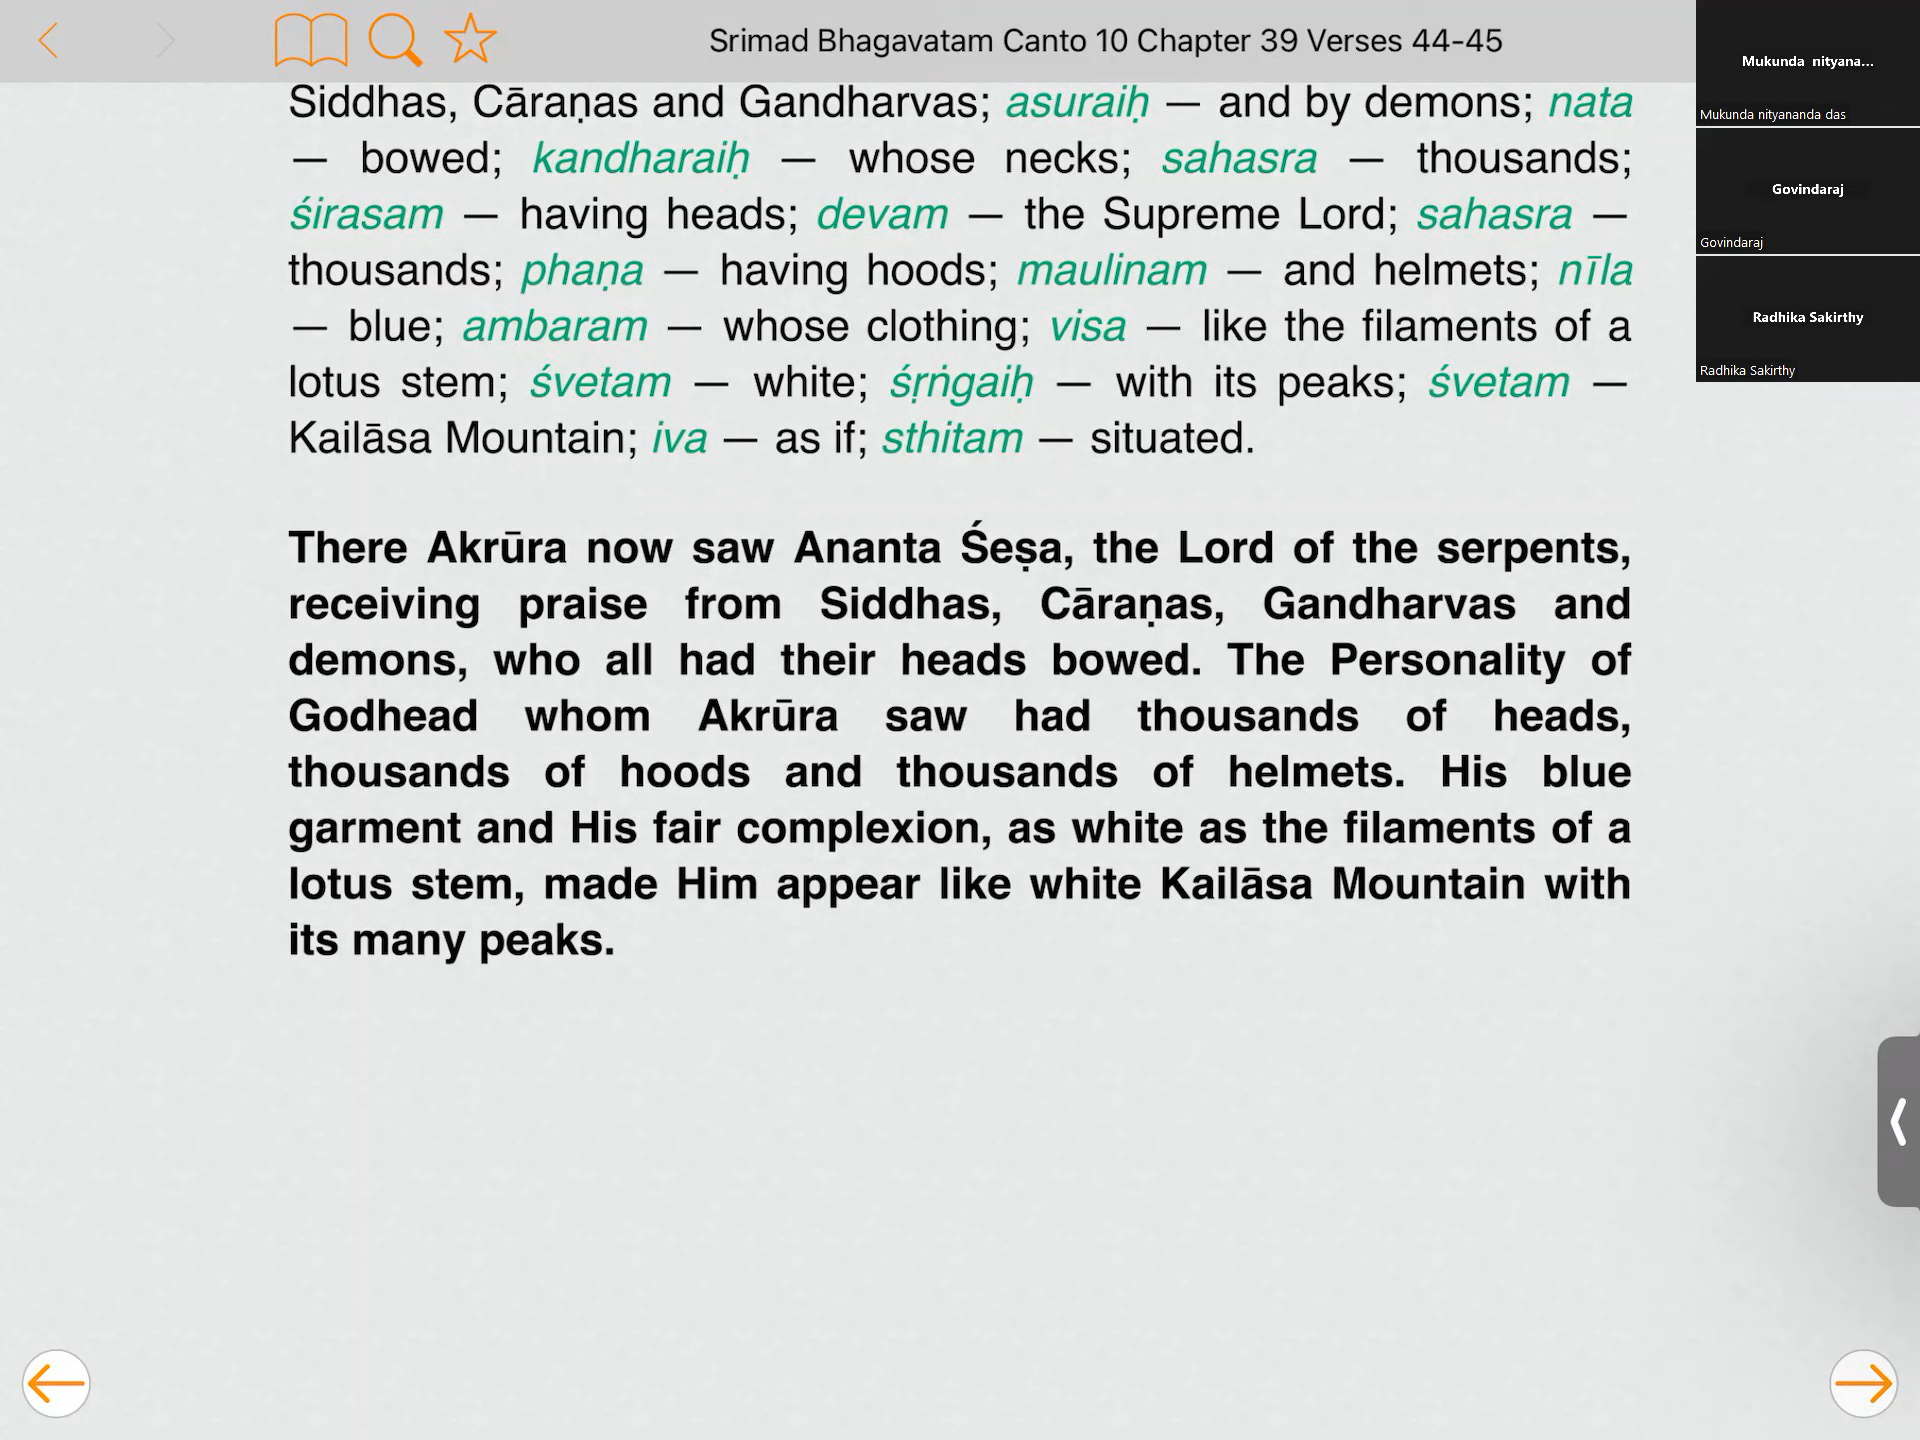 Srimad Bhagavatam Canto 10 Chapter 39 Verses 44-45
Siddhas, Cāraṇas and Gandharvas; asuraiḥ — and by demons; nata
— bowed; kandharaiḥ — whose necks; sahasra — thousands;
śirasam — having heads; devam — the Supreme Lord; sahasra —
thousands; phaṇa — having hoods; maulinam — and helmets; nīla
— blue; ambaram — whose clothing; visa — like the filaments of a
lotus stem; śvetam — white; śṛṅgaiḥ — with its peaks; śvetam —
Kailāsa Mountain; iva — as if; sthitam — situated.
There Akrūra now saw Ananta Śeṣa, the Lord of the serpents,
receiving praise from Siddhas, Cāraṇas, Gandharvas and
demons, who all had their heads bowed. The Personality of
Godhead whom Akrūra saw had thousands of heads,
thousands of hoods and thousands of helmets. His blue
garment and His fair complexion, as white as the filaments of a
lotus stem, made Him appear like white Kailāsa Mountain with
its many peaks.
Mukunda nityana...
Mukunda nityananda das
Govindaraj
Govindaraj
Radhika Sakirthy
Radhika Sakirthy